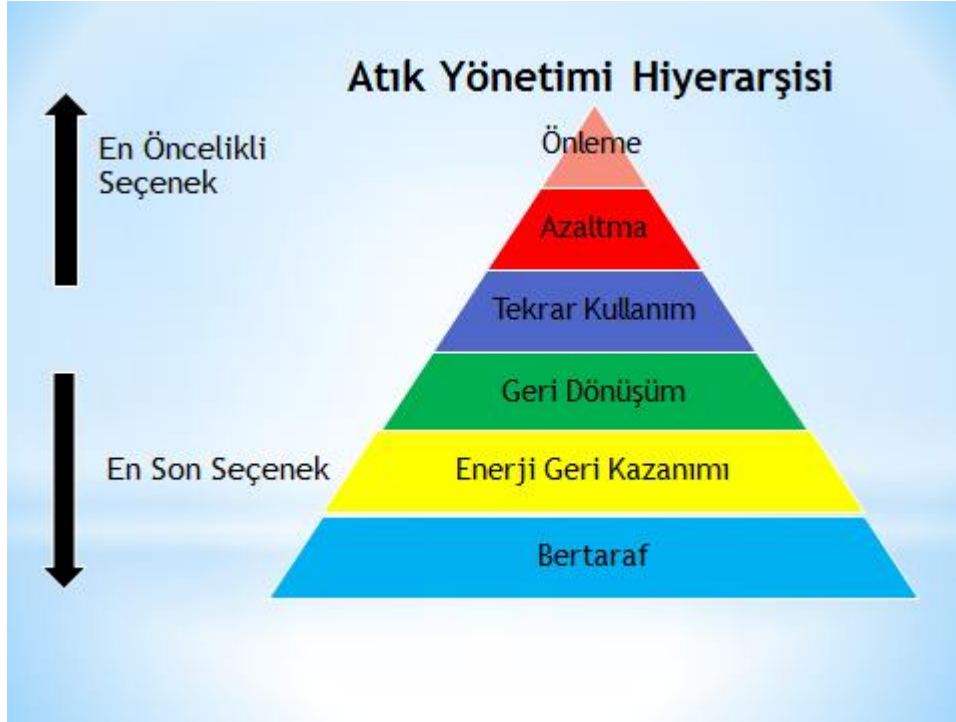 Atık Yönetimi Hiyerarşisi
En Öncelikli
Seçenek
Önleme
Azaltma
Tekrar Kullanım
Geri Dönüşüm
En Son Seçenek
Enerji Geri Kazanımı
Bertaraf